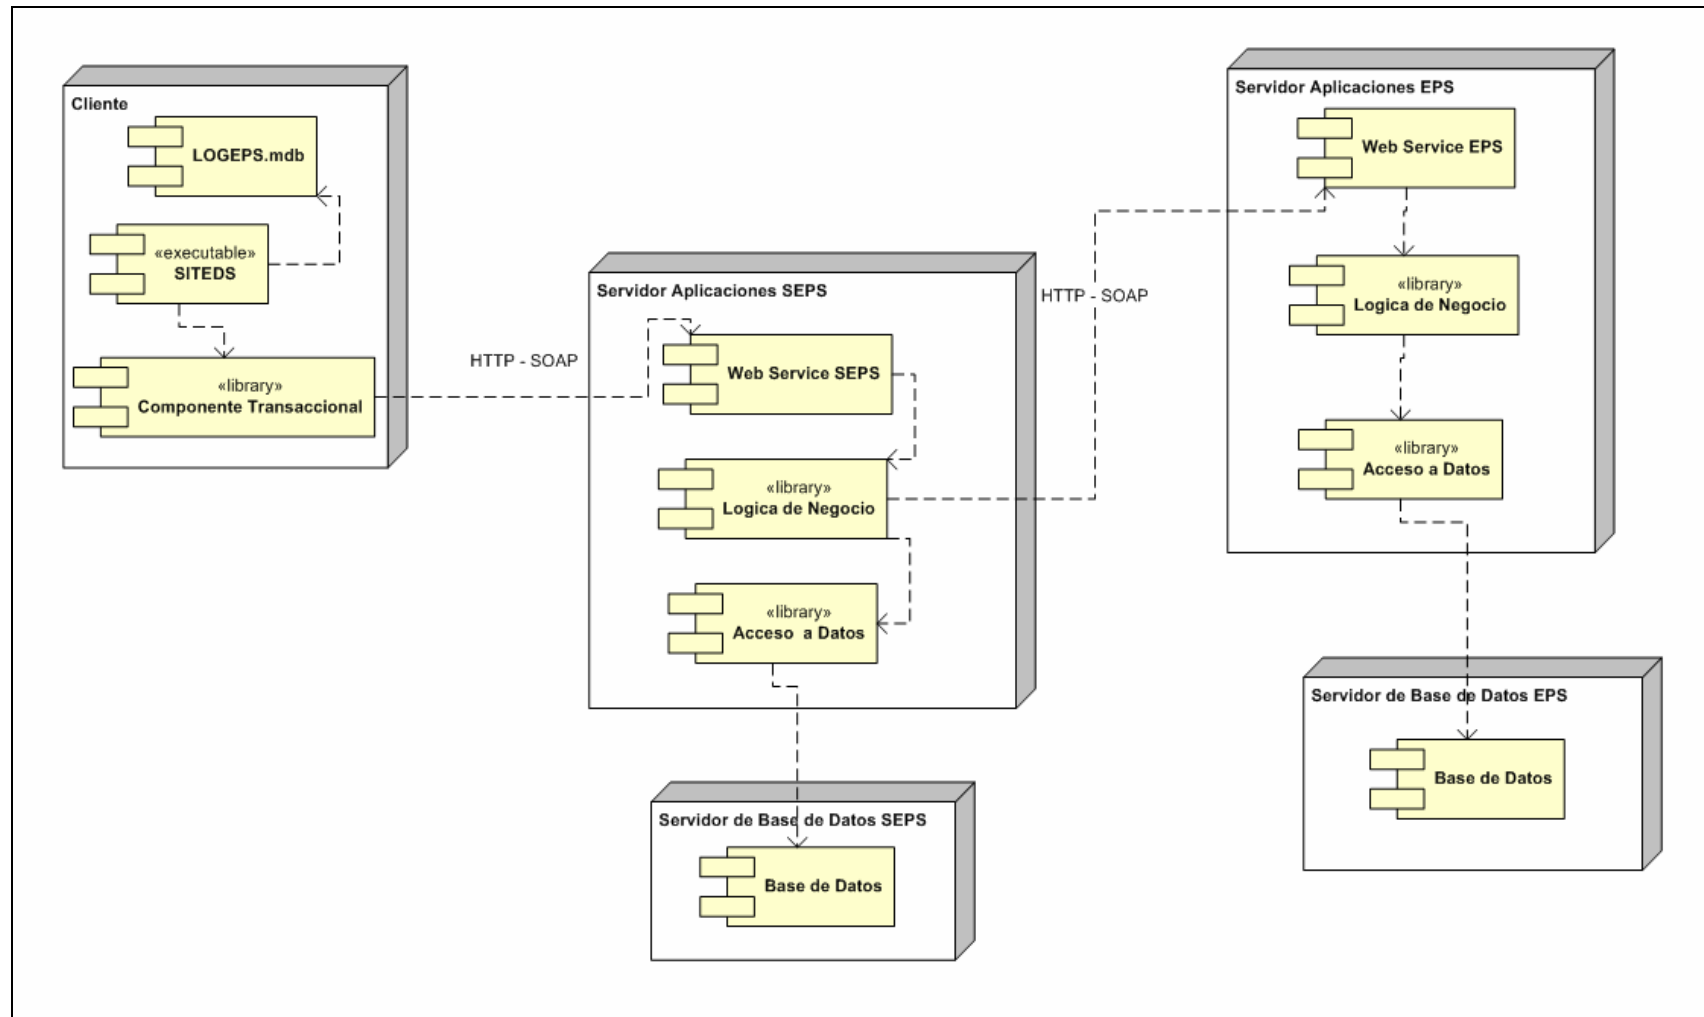 Cliente
LOGEPS.mdb
«executable»
SITEDS
«library»
Componente Transaccional
HTTP - SOAP
Servidor Aplicaciones SEPS
Web Service SEPS
«library»
Logica de Negocio
«library»
Acceso a Datos
Servidor de Base de Datos SEPS
Base de Datos
HTTP - SOAP
Servidor Aplicaciones EPS
Web Service EPS
«library»
Logica de Negocio
«library»
Acceso a Datos
Servidor de Base de Datos EPS
Base de Datos